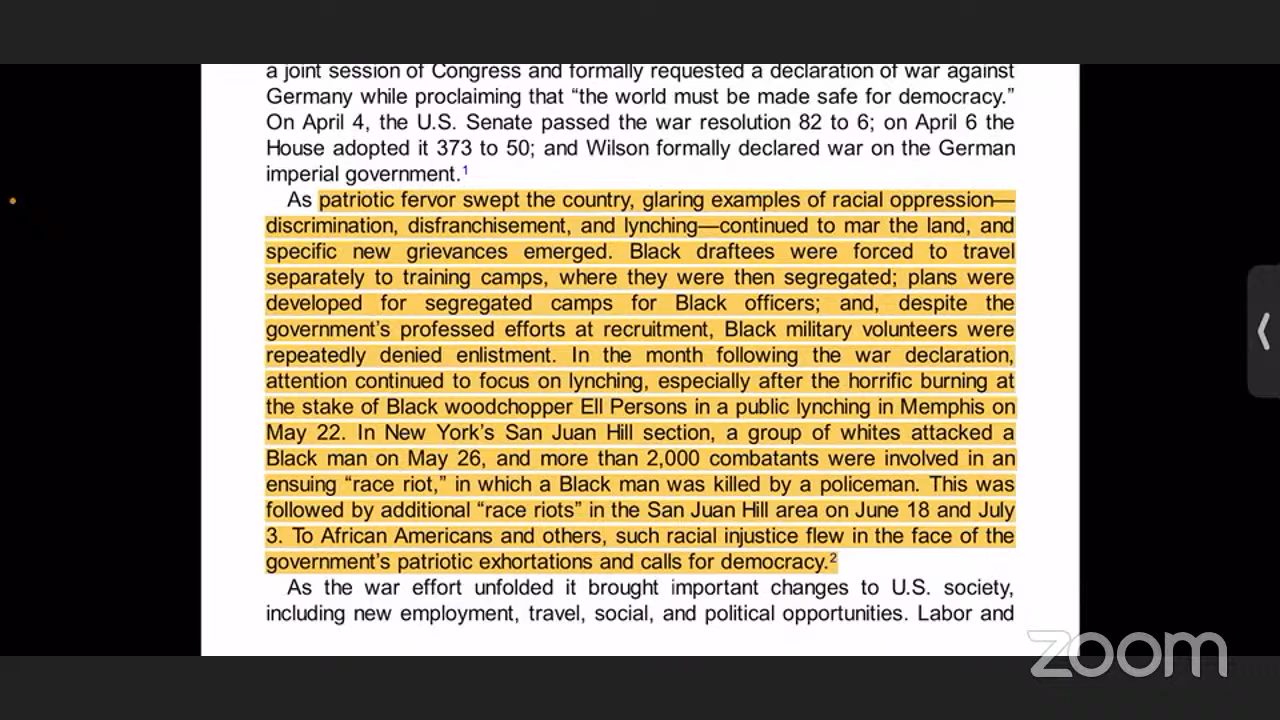 a joint session of Congress and formally requested a declaration of war against
Germany while proclaiming that “the world must be made safe for democracy.”
On April 4, the U.S. Senate passed the war resolution 82 to 6; on April 6 the
House adopted it 373 to 50; and Wilson formally declared war on the German
imperial government.1
As patriotic fervor swept the country, glaring examples of racial oppression—
discrimination, disfranchisement, and lynching—continued to mar the land, and
specific new grievances emerged. Black draftees were forced to travel
separately to training camps, where they were then segregated; plans were
developed for segregated camps for Black officers; and, despite the
government’s professed efforts at recruitment, Black military volunteers were
repeatedly denied enlistment. In the month following the war declaration,
attention continued to focus on lynching, especially after the horrific burning at
the stake of Black woodchopper Ell Persons in a public lynching in Memphis on
May 22. In New York’s San Juan Hill section, a group of whites attacked a
Black man on May 26, and more than 2,000 combatants were involved in an
ensuing “race riot,” in which a Black man was killed by a policeman. This was
followed by additional “race riots” in the San Juan Hill area on June 18 and July
3. To African Americans and others, such racial injustice flew in the face of the
government’s patriotic exhortations and calls for democracy.2
As the war effort unfolded it brought important changes to U.S. society,
including new employment, travel, social, and political opportunities. Labor and
zoom